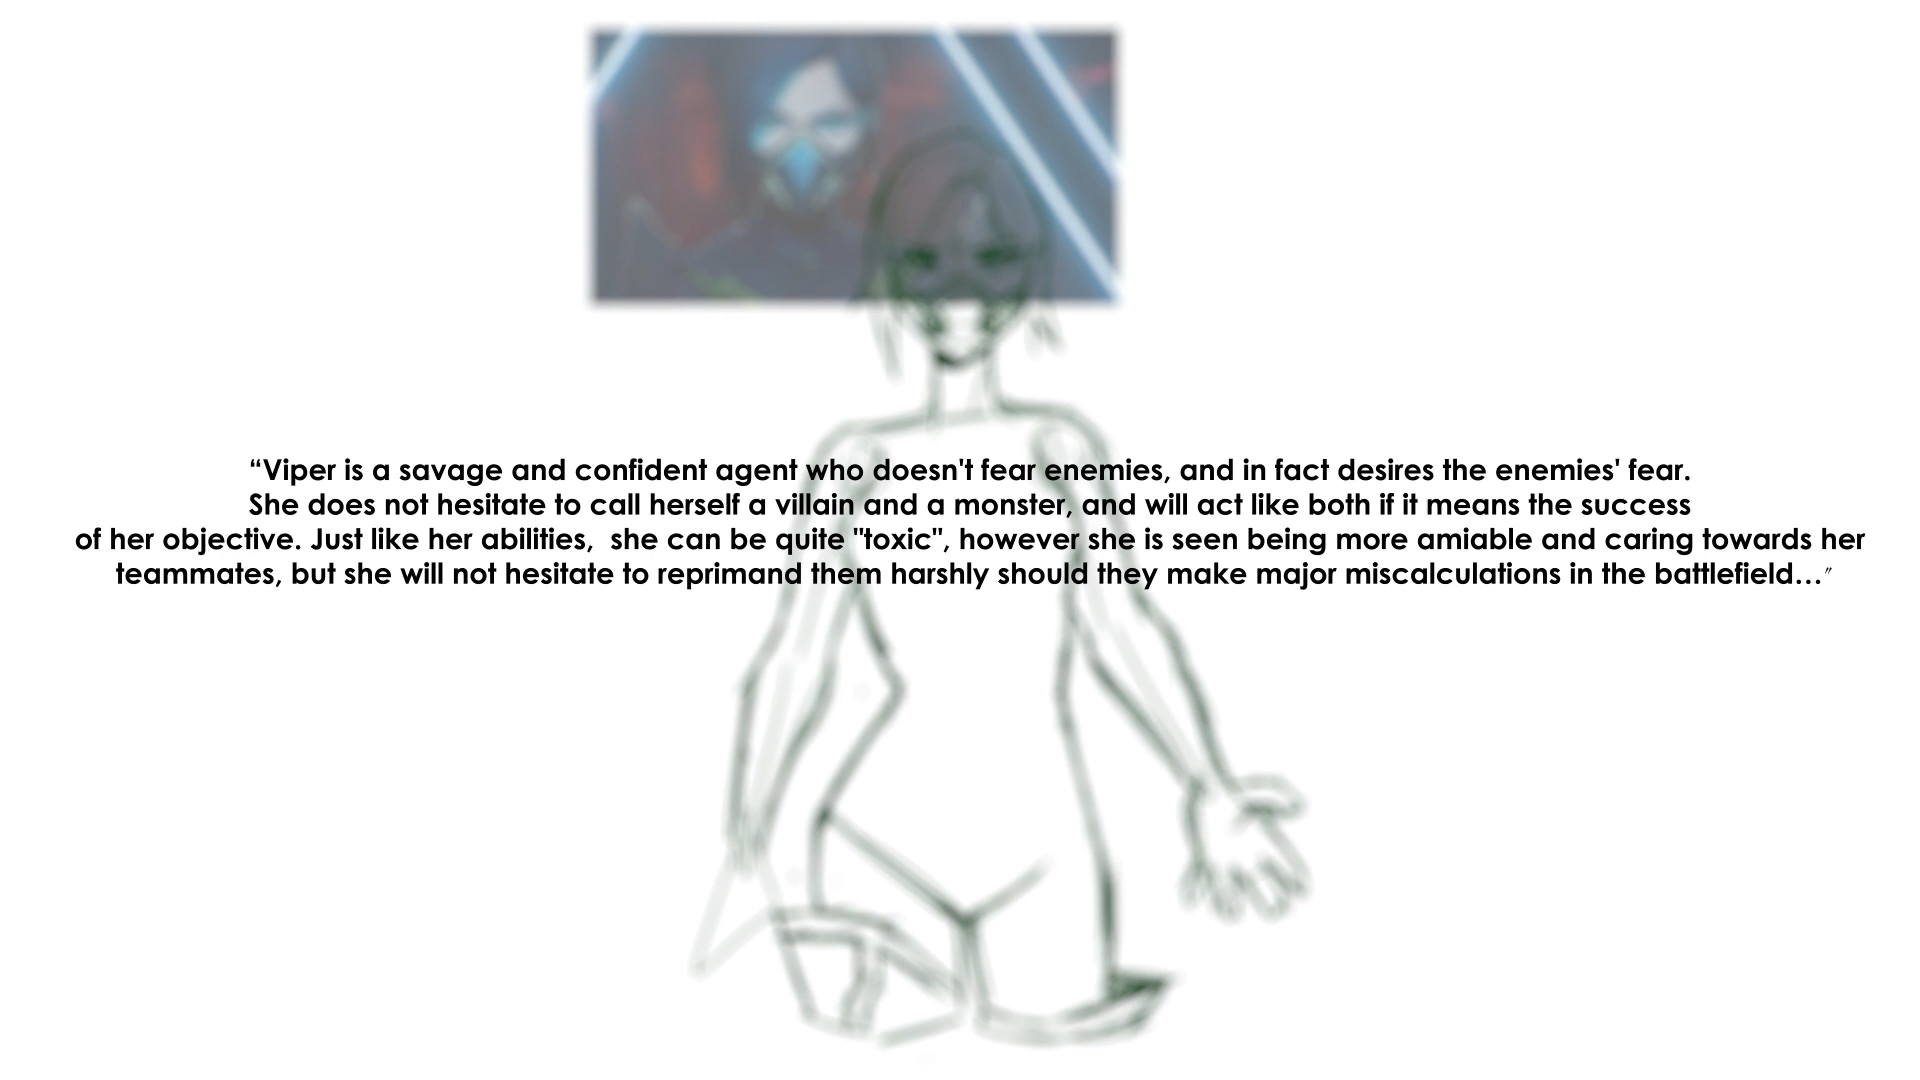 “Viper is a savage and confident agent who doesn't fear enemies, and in fact desires the enemies' fear.
She does not hesitate to call herself a villain and a monster, and will act like both if it means the success
of her objective. Just like her abilities,  she can be quite "toxic", however she is seen being more amiable and caring towards her
teammates, but she will not hesitate to reprimand them harshly should they make major miscalculations in the battlefield…”